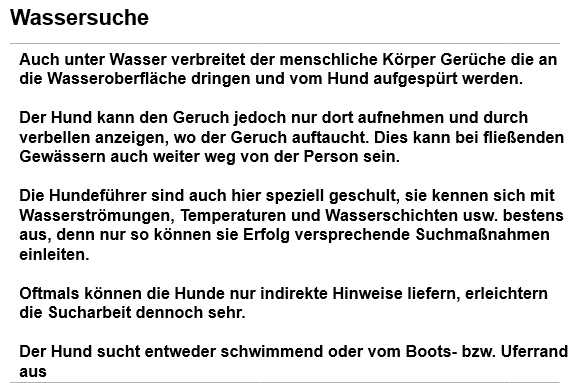 Wassersuche
Auch unter Wasser verbreitet der menschliche Körper Gerüche die an
die Wasseroberfläche dringen und vom Hund aufgespürt werden.
Der Hund kann den Geruch jedoch nur dort aufnehmen und durch
verbellen anzeigen, wo der Geruch auftaucht. Dies kann bei fließenden
Gewässern auch weiter weg von der Person sein.
Die Hundeführer sind auch hier speziell geschult, sie kennen sich mit
Wasserströmungen, Temperaturen und Wasserschichten usw. bestens
aus, denn nur so können sie Erfolg versprechende Suchmaßnahmen
einleiten.
Oftmals können die Hunde nur indirekte Hinweise liefern, erleichtern
die Sucharbeit dennoch sehr.
Der Hund sucht entweder schwimmend oder vom Boots- bzw. Uferrand
aus